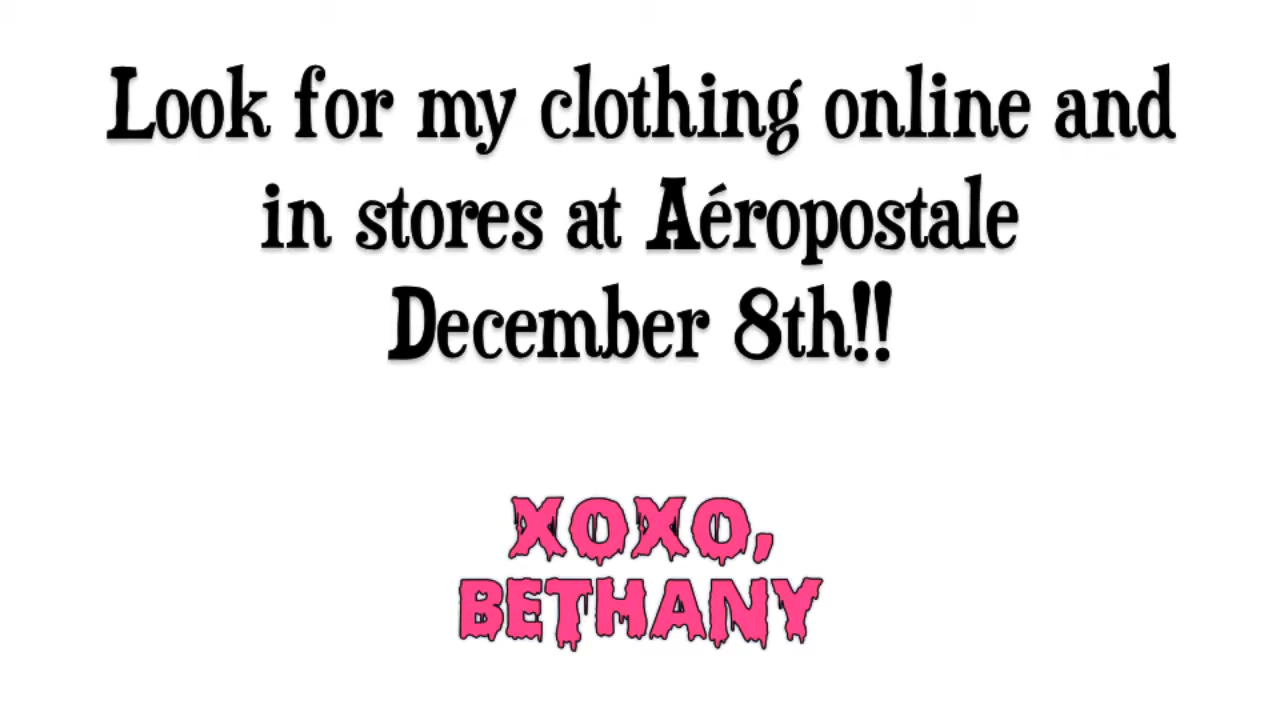 Look for my clothing online and
in stores at Aéropostale
December 8th!!
XOXO,
BETHANY